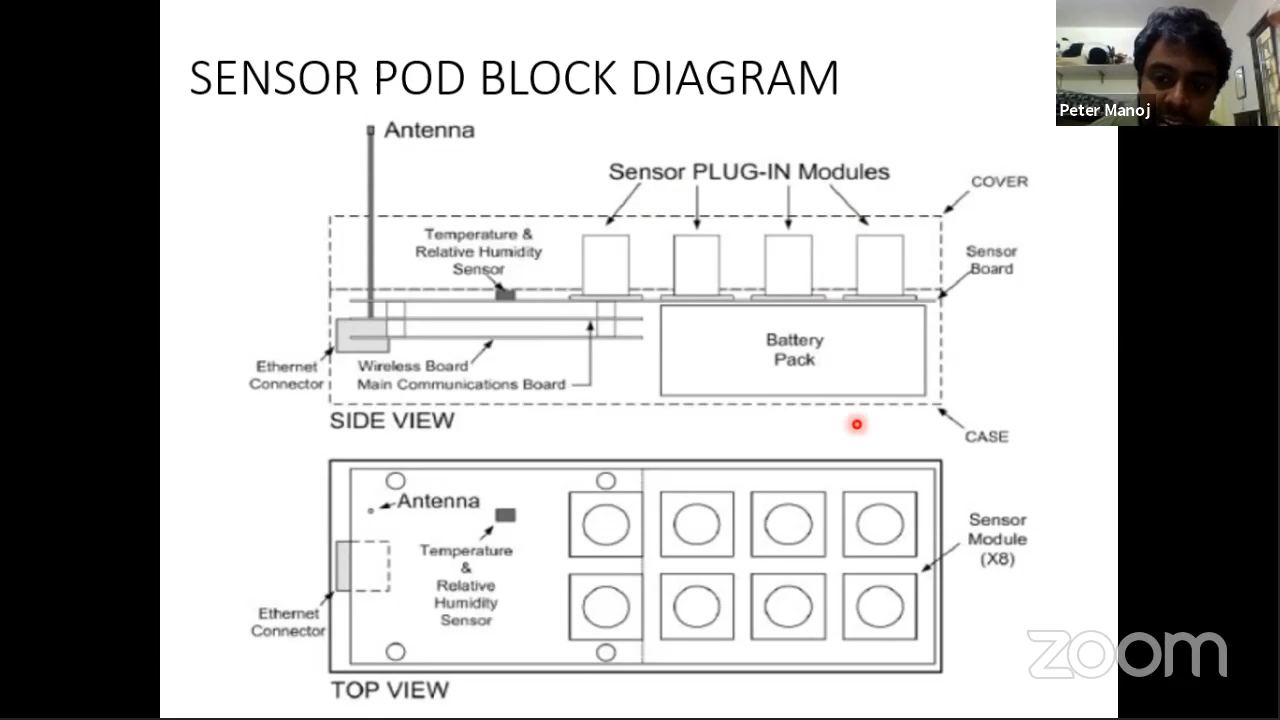 SENSOR POD BLOCK DIAGRAM
Peter Manoj
Antenna
Sensor PLUG-IN Modules
COVER
Temperature &
Relative Humidity
Sensor
Sensor
Board
Battery
Pack
Ethernet
Connector
Wireless Board
Main Communications Board
SIDE VIEW
CASE
Antenna
Temperature
&
Relative
Humidity
Sensor
Sensor
Module
(X8)
Ethernet
Connector
TOP VIEW
zoom